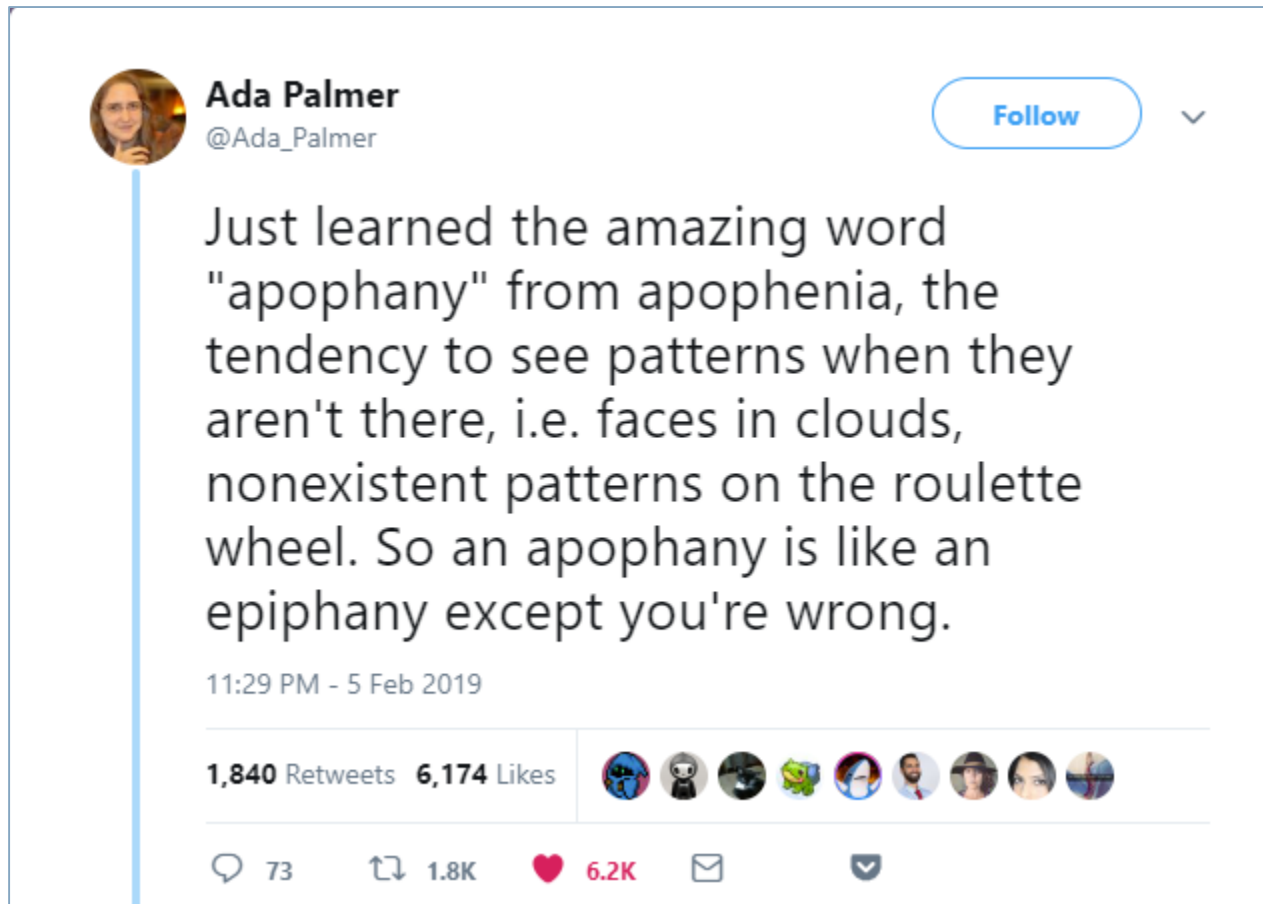 Ada Palmer
@Ada_Palmer
Follow
Just learned the amazing word
"apophany" from apophenia, the
tendency to see patterns when they
aren't there, i.e. faces in clouds,
nonexistent patterns on the roulette
wheel. So an apophany is like an
epiphany except you're wrong.
11:29 PM - 5 Feb 2019
1,840 Retweets 6,174 Likes
73 1.8K 6.2K